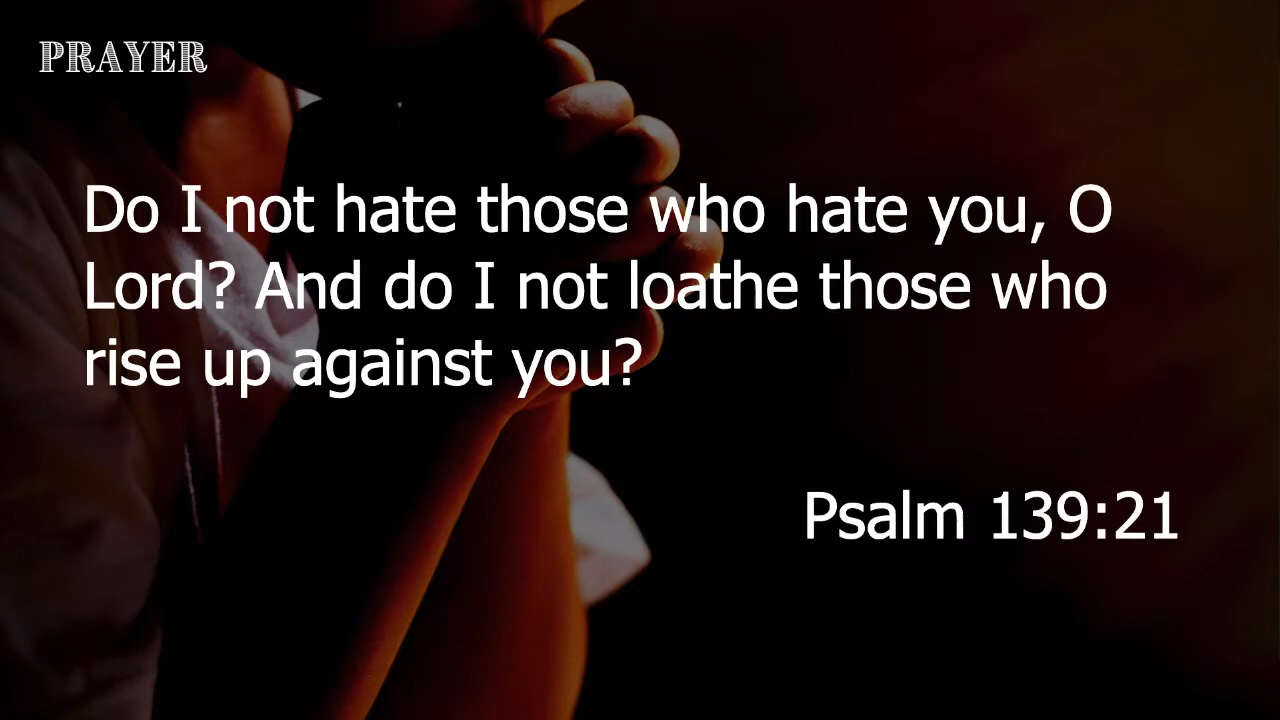 PRAYER
Do I not hate those who hate you, O
Lord? And do I not loathe those who
rise up against you?
Psalm 139:21